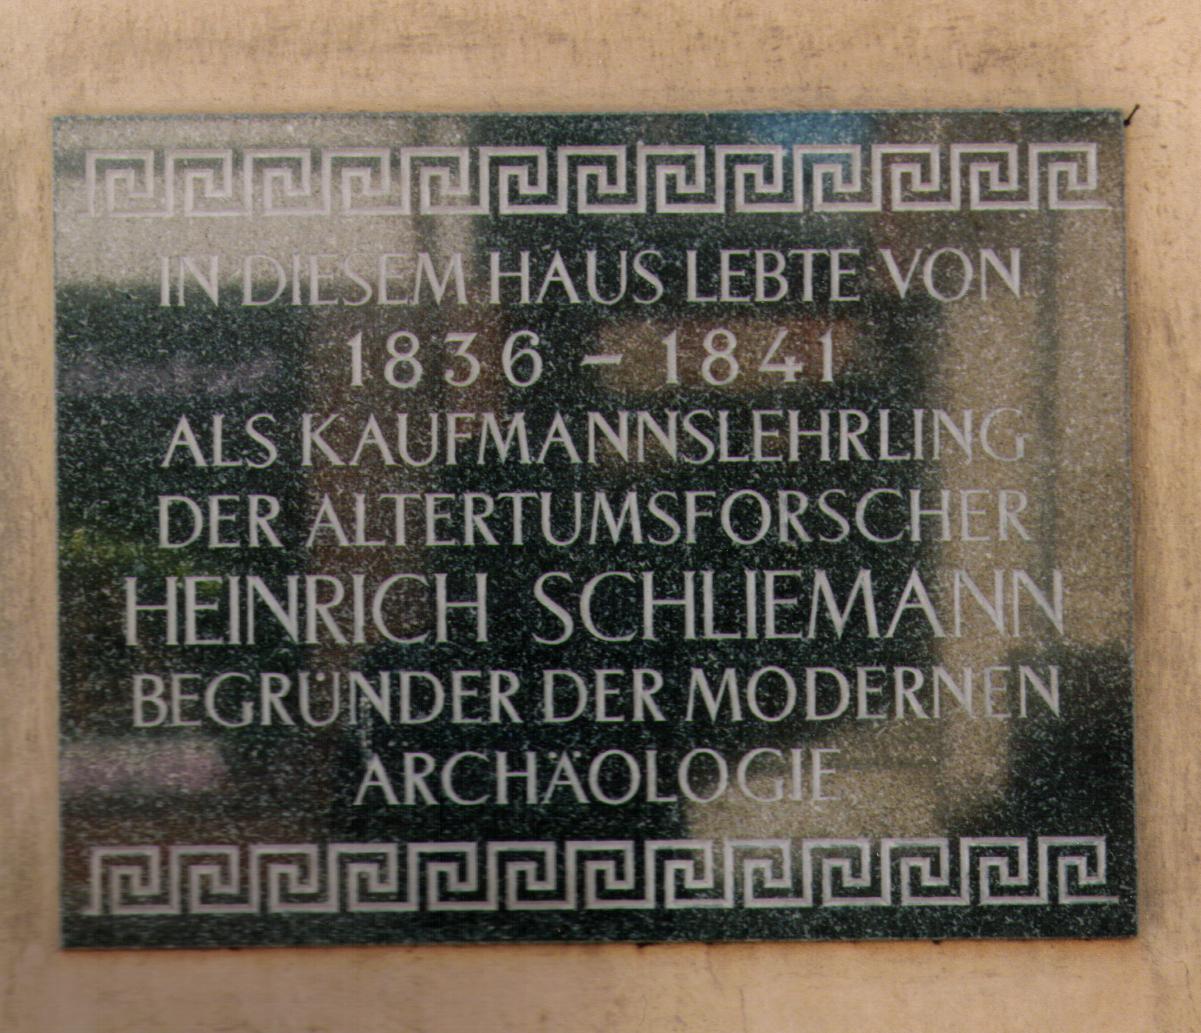 IN DIESEM HAUS LEBTE VON
1836 – 1841
ALS KAUFMANNSLEHRLING
DER ALTERTUMSFORSCHER
HEINRICH SCHLIEMANN
BEGRÜNDER DER MODERNEN
ARCHÄOLOGIE